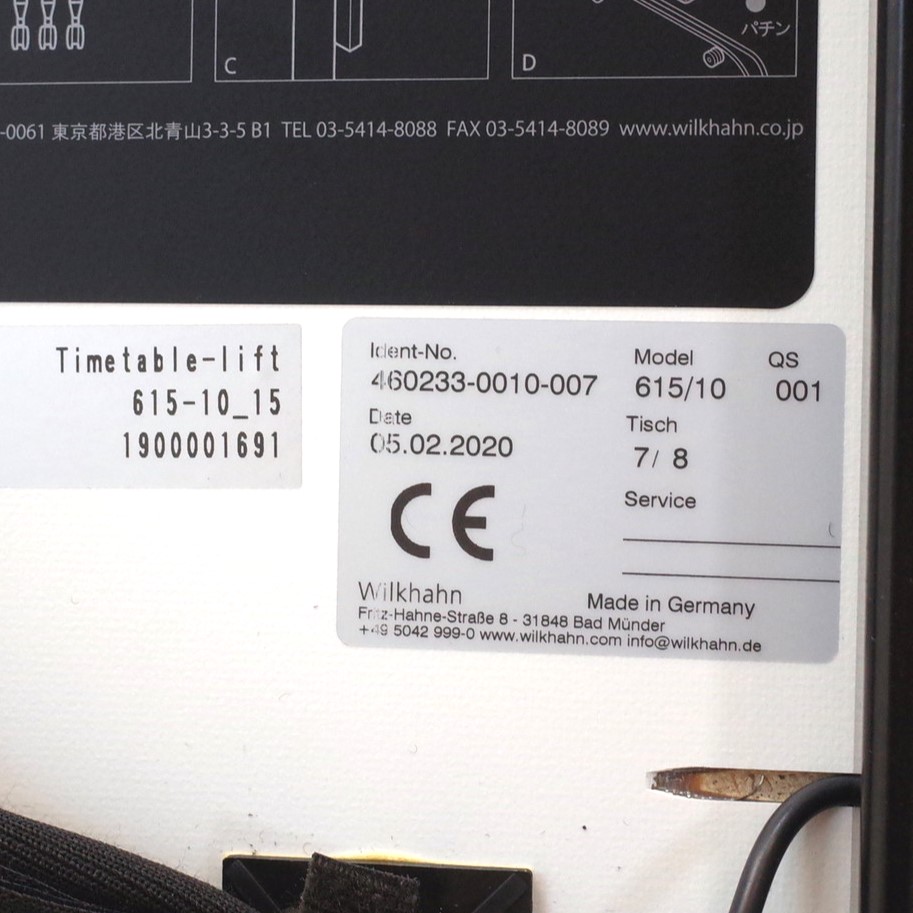 パチン
C
D
-0061 東京都港区北青山3-3-5 B1 TEL 03-5414-8088 FAX 03-5414-8089 www.wilkhahn.co.jp
Timetable-lift
615-10_15
1900001691
Ident-No.
460233-0010-007
Date
05.02.2020
Model
615/10
QS
001
Tisch
7/ 8
Service
CE
Wilkhahn
Made in Germany
Fritz-Hahne-Straße 8 - 31848 Bad Münder
+49 5042 999-0 www.wilkhahn.com info@wilkhahn.de